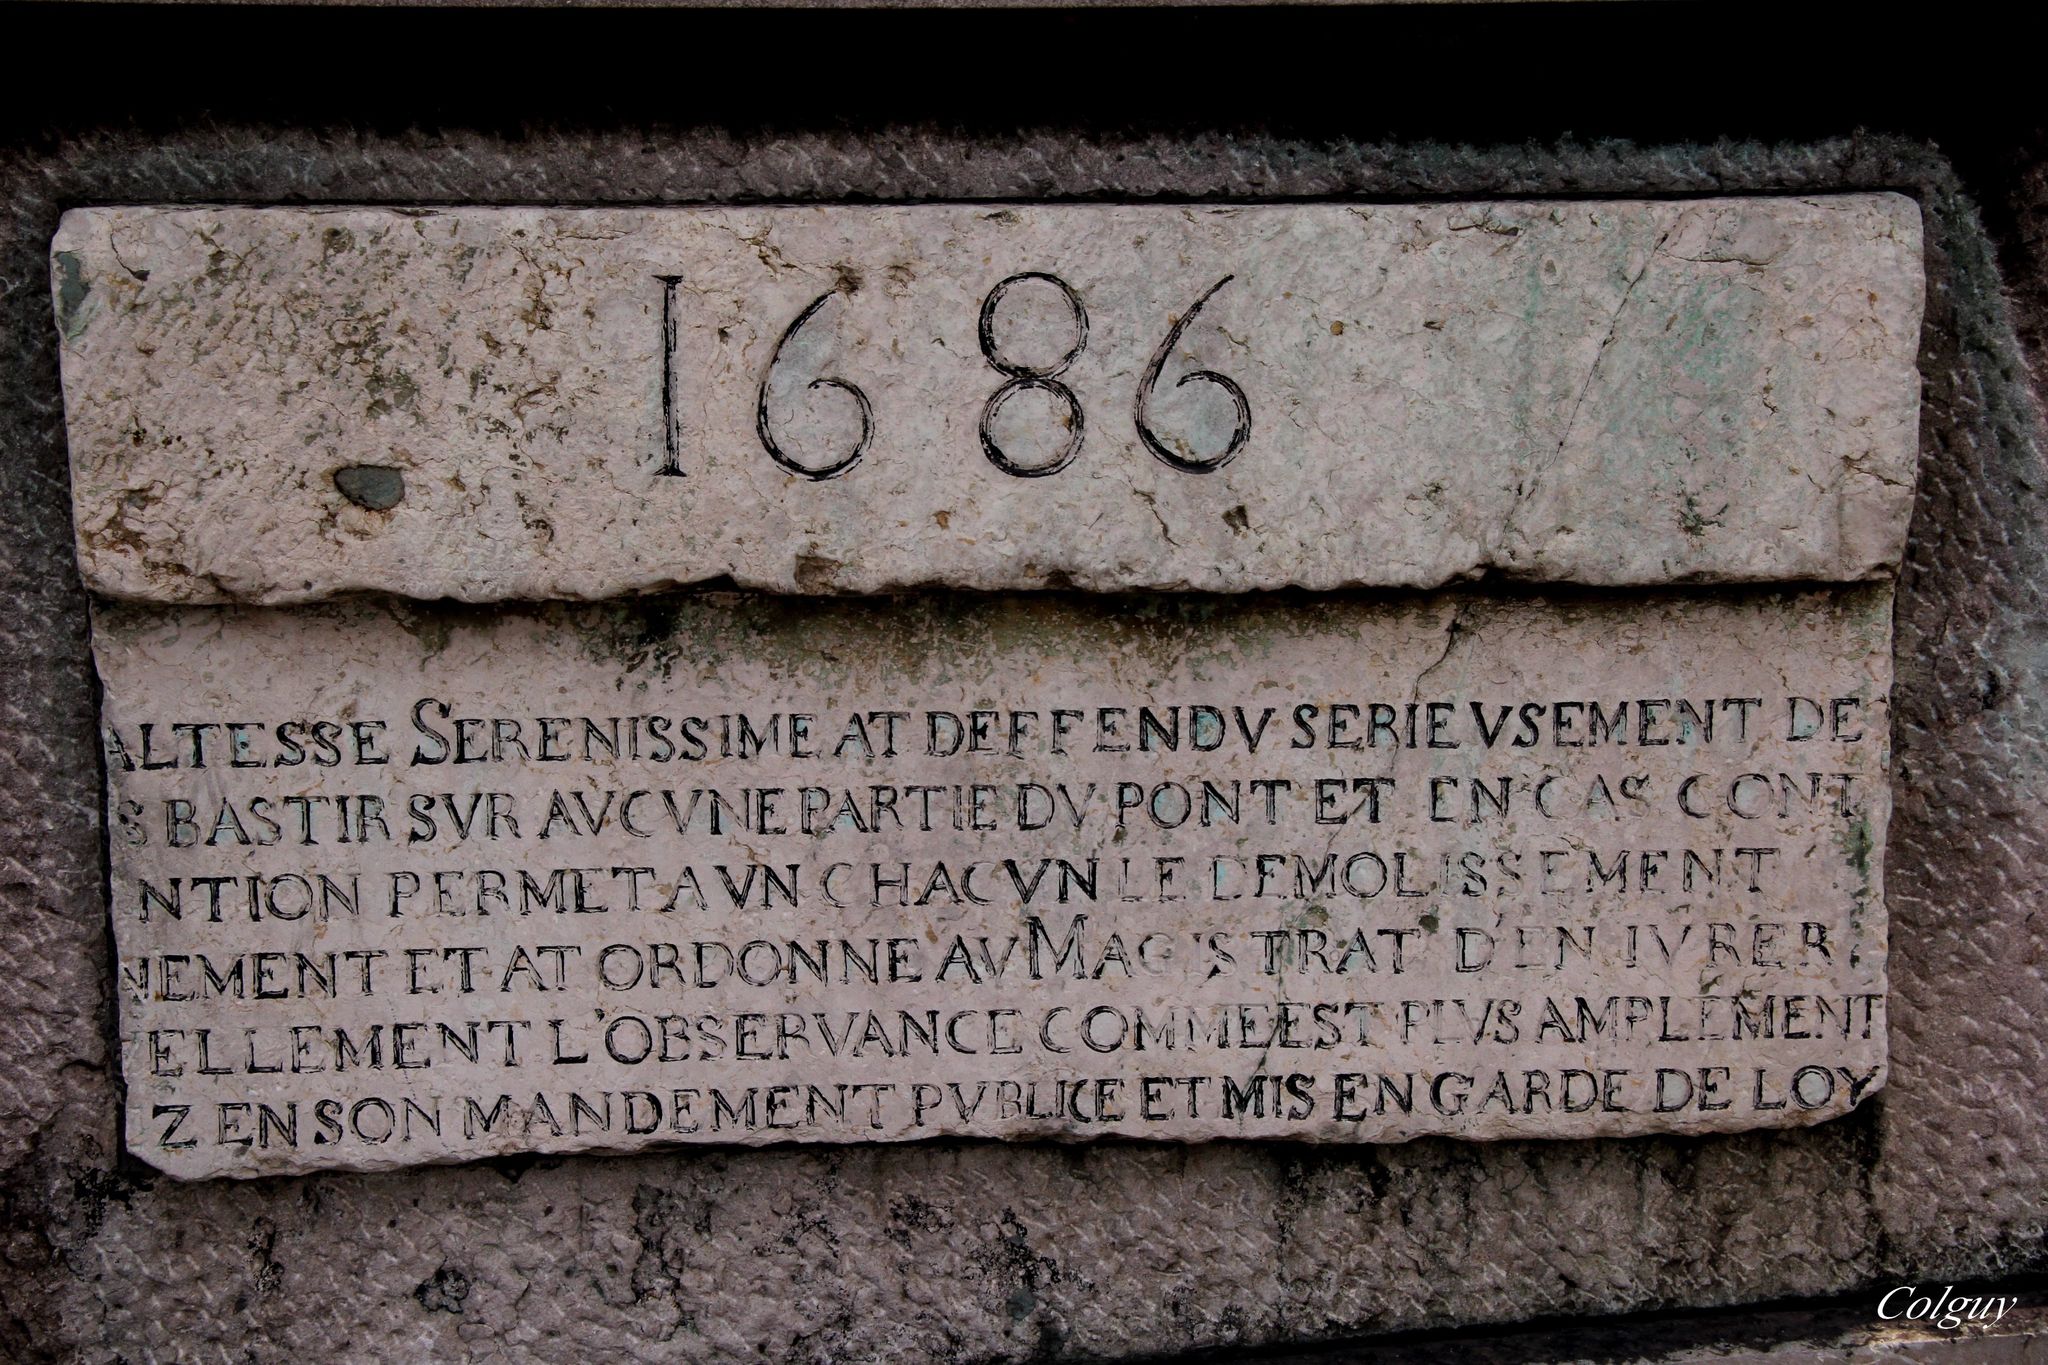 1686
ALTESSE SERENISSIME AT DEFFENDV SERIEVSEMENT DE
S BASTIR SVR AVCVNE PARTIE DV PONT ET EN CAS CONT
NTION PERMET A VN CHACVN LE DEMOLISSEMENT
NEMENT ET AT ORDONNE AV MAGISTRAT D'EN IVRER
ELLEMENT L'OBSERVANCE COMME EST PLVS AMPLEMENT
Z EN SON MANDEMENT PVBLICE ET MIS EN GARDE DE LOY
Colguy